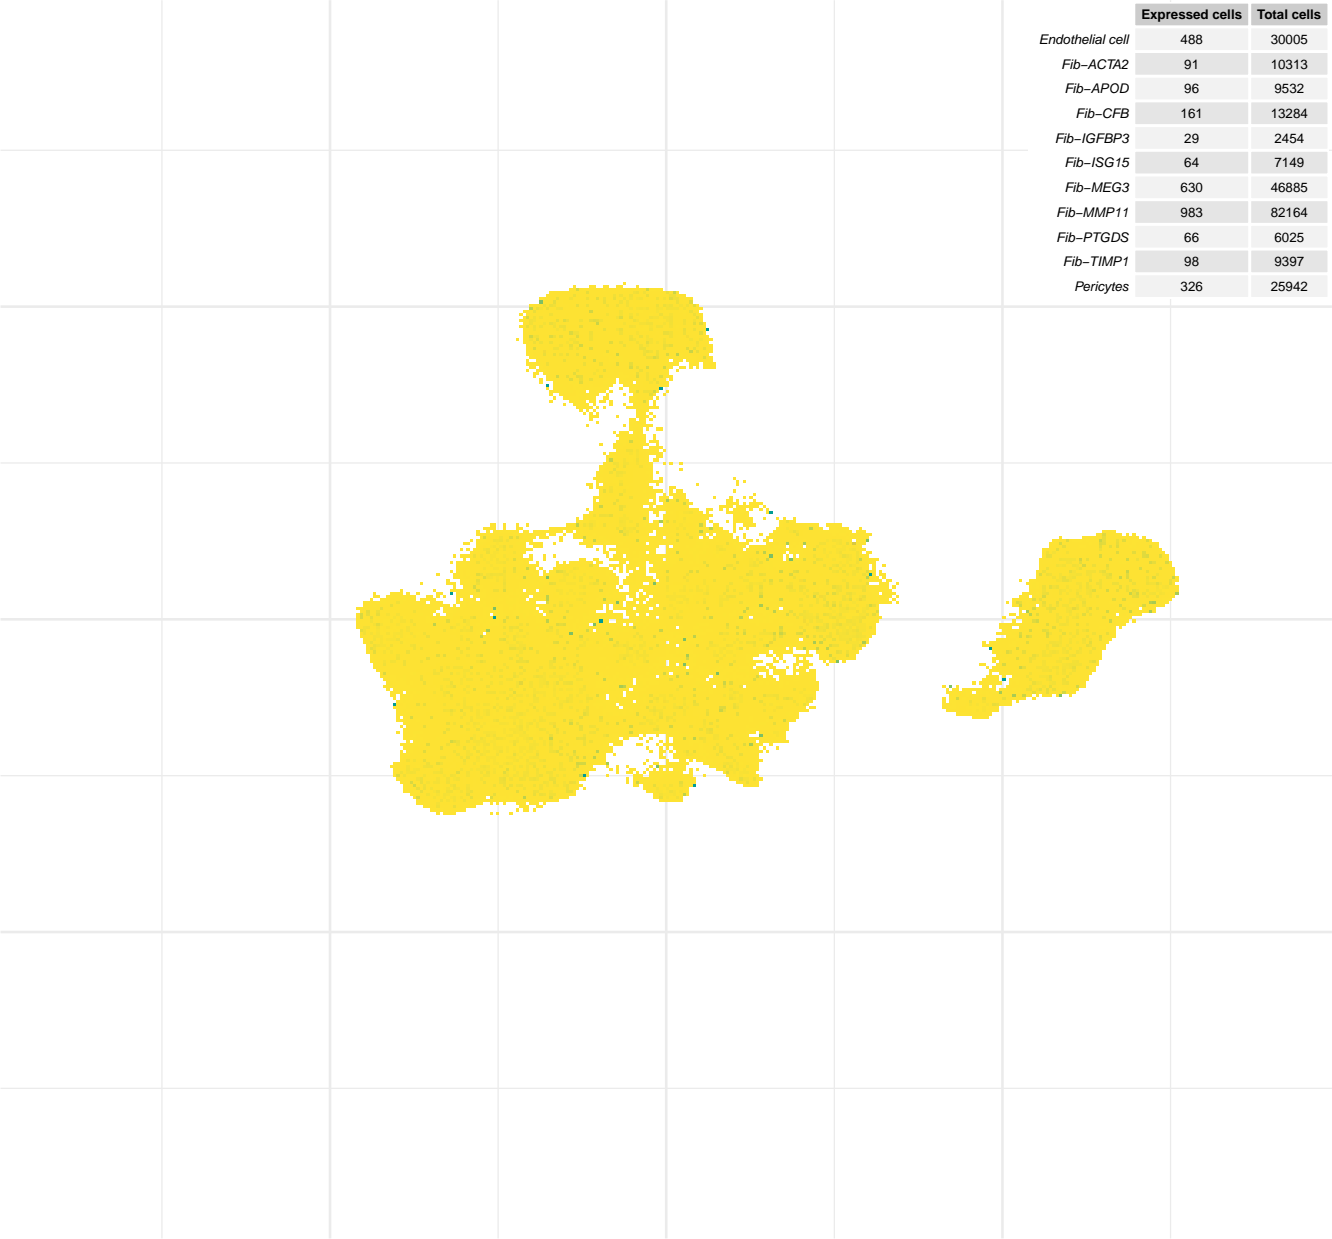 Expressed cells Total cells
Endothelial cell 488 30005
Fib−ACTA2 91 10313
Fib−APOD 96 9532
Fib−CFB 161 13284
Fib−IGFBP3 29 2454
Fib−ISG15 64 7149
Fib−MEG3 630 46885
Fib−MMP11 983 82164
Fib−PTGDS 66 6025
Fib−TIMP1 98 9397
Pericytes 326 25942